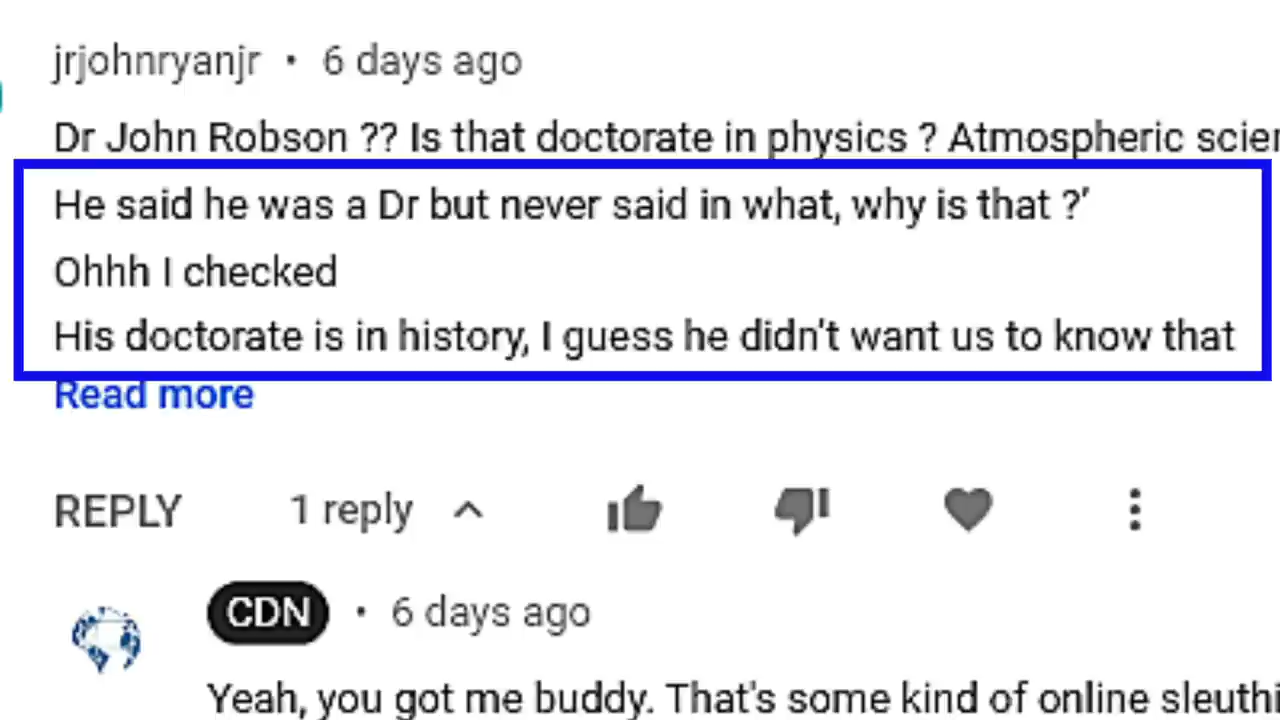 jrjohnryanjr • 6 days ago
Dr John Robson ?? Is that doctorate in physics ? Atmospheric
He said he was a Dr but never said in what, why is that ?'
Ohhh I checked
His doctorate is in history, I guess he didn't want us to know that
Read more
REPLY 1 reply
CDN • 6 days ago
Yeah, you got me buddy. That's some kind of online